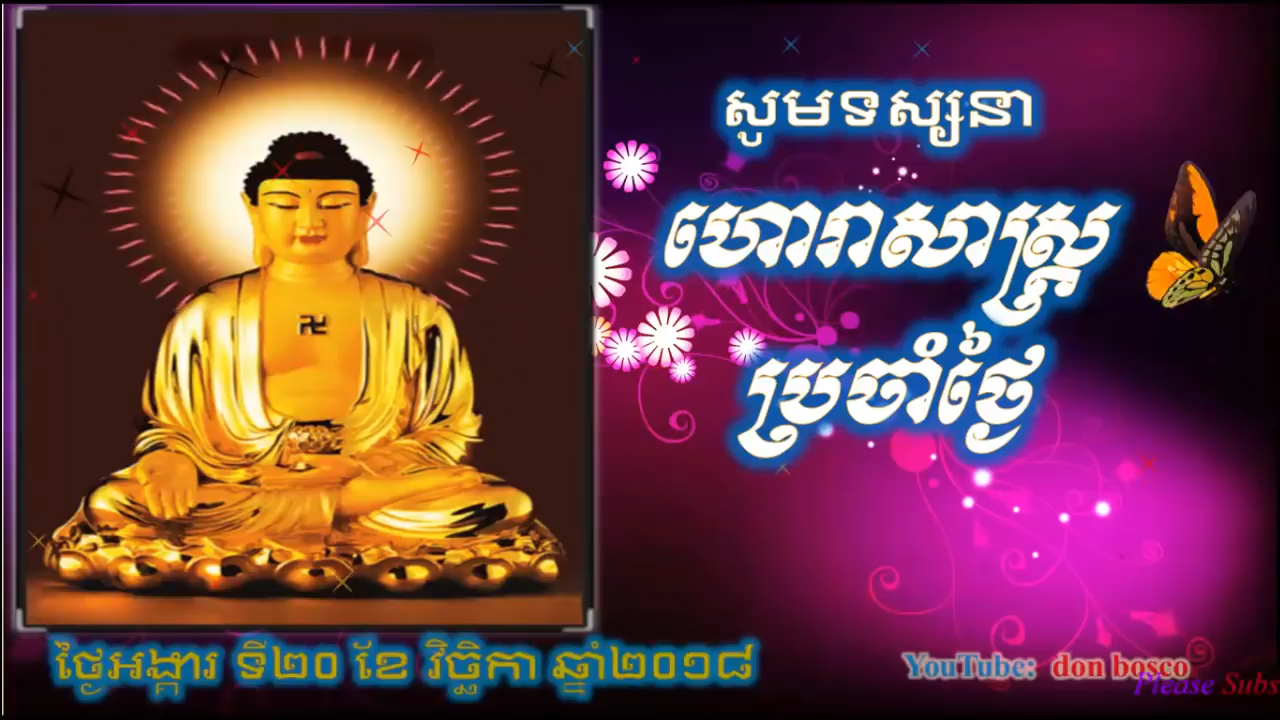 សូមទស្សនា
ហោរាសាស្ត្រ
ប្រចាំថ្ងៃ
ថ្ងៃអង្គារ ទី២០ ខែ វិច្ឆិកា ឆ្នាំ២០១៨
YouTube: don bosco
Please Subs